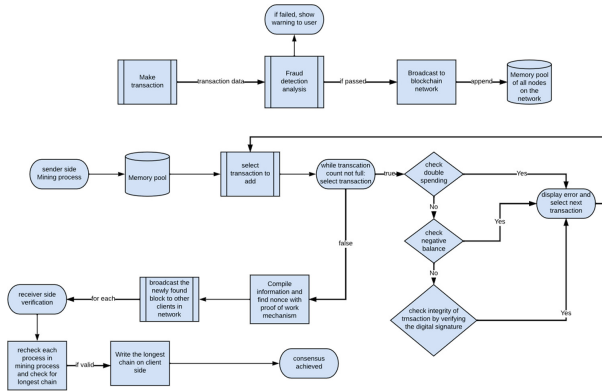 if failed, show
warning to user
Make
transaction
transaction data
Fraud
detection
analysis
if passed
Broadcast to
blockchain
network
append
Memory pool
of all nodes
on the
network
sender side
Mining process
Memory pool
select
transaction to
add
while transcation
count not full:
select transaction
true
check
double
spending
Yes
display error and
select next
transaction
No
check
negative
balance
Yes
No
check integrity of
trnsaction by verifying
the digital signature
Yes
false
Compile
information and
find nonce with
proof of work
mechanism
broadcast the
newly found
block to other
clients in
network
for each
receiver side
verification
recheck each
process in
mining process
and check for
longest chain
if valid
Write the longest
chain on client
side
consensus
achieved